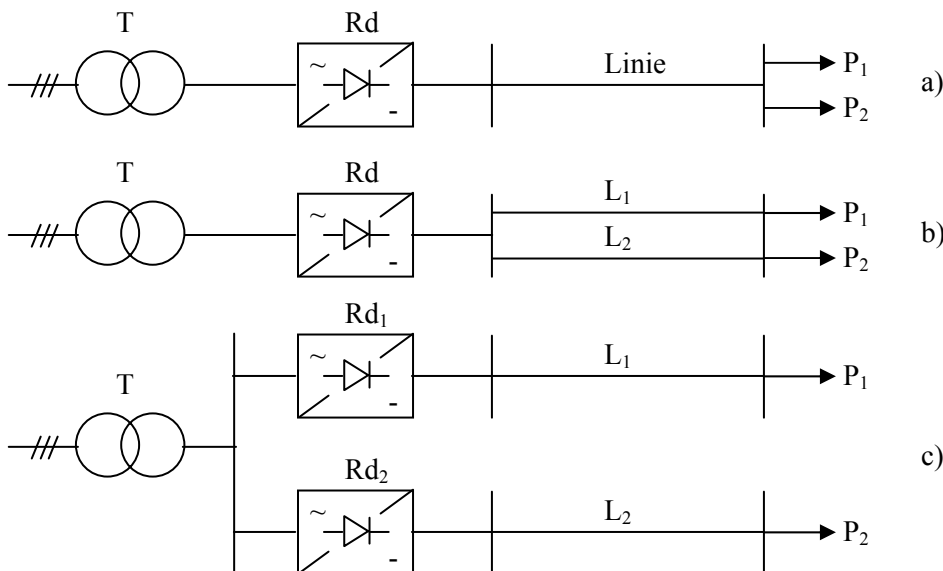 T Rd
~ -
Linie P₁
P₂ a)
T Rd
~ -
L₁ P₁
L₂ P₂ b)
Rd₁
~ -
L₁ P₁
T
c)
Rd₂
~ -
L₂ P₂